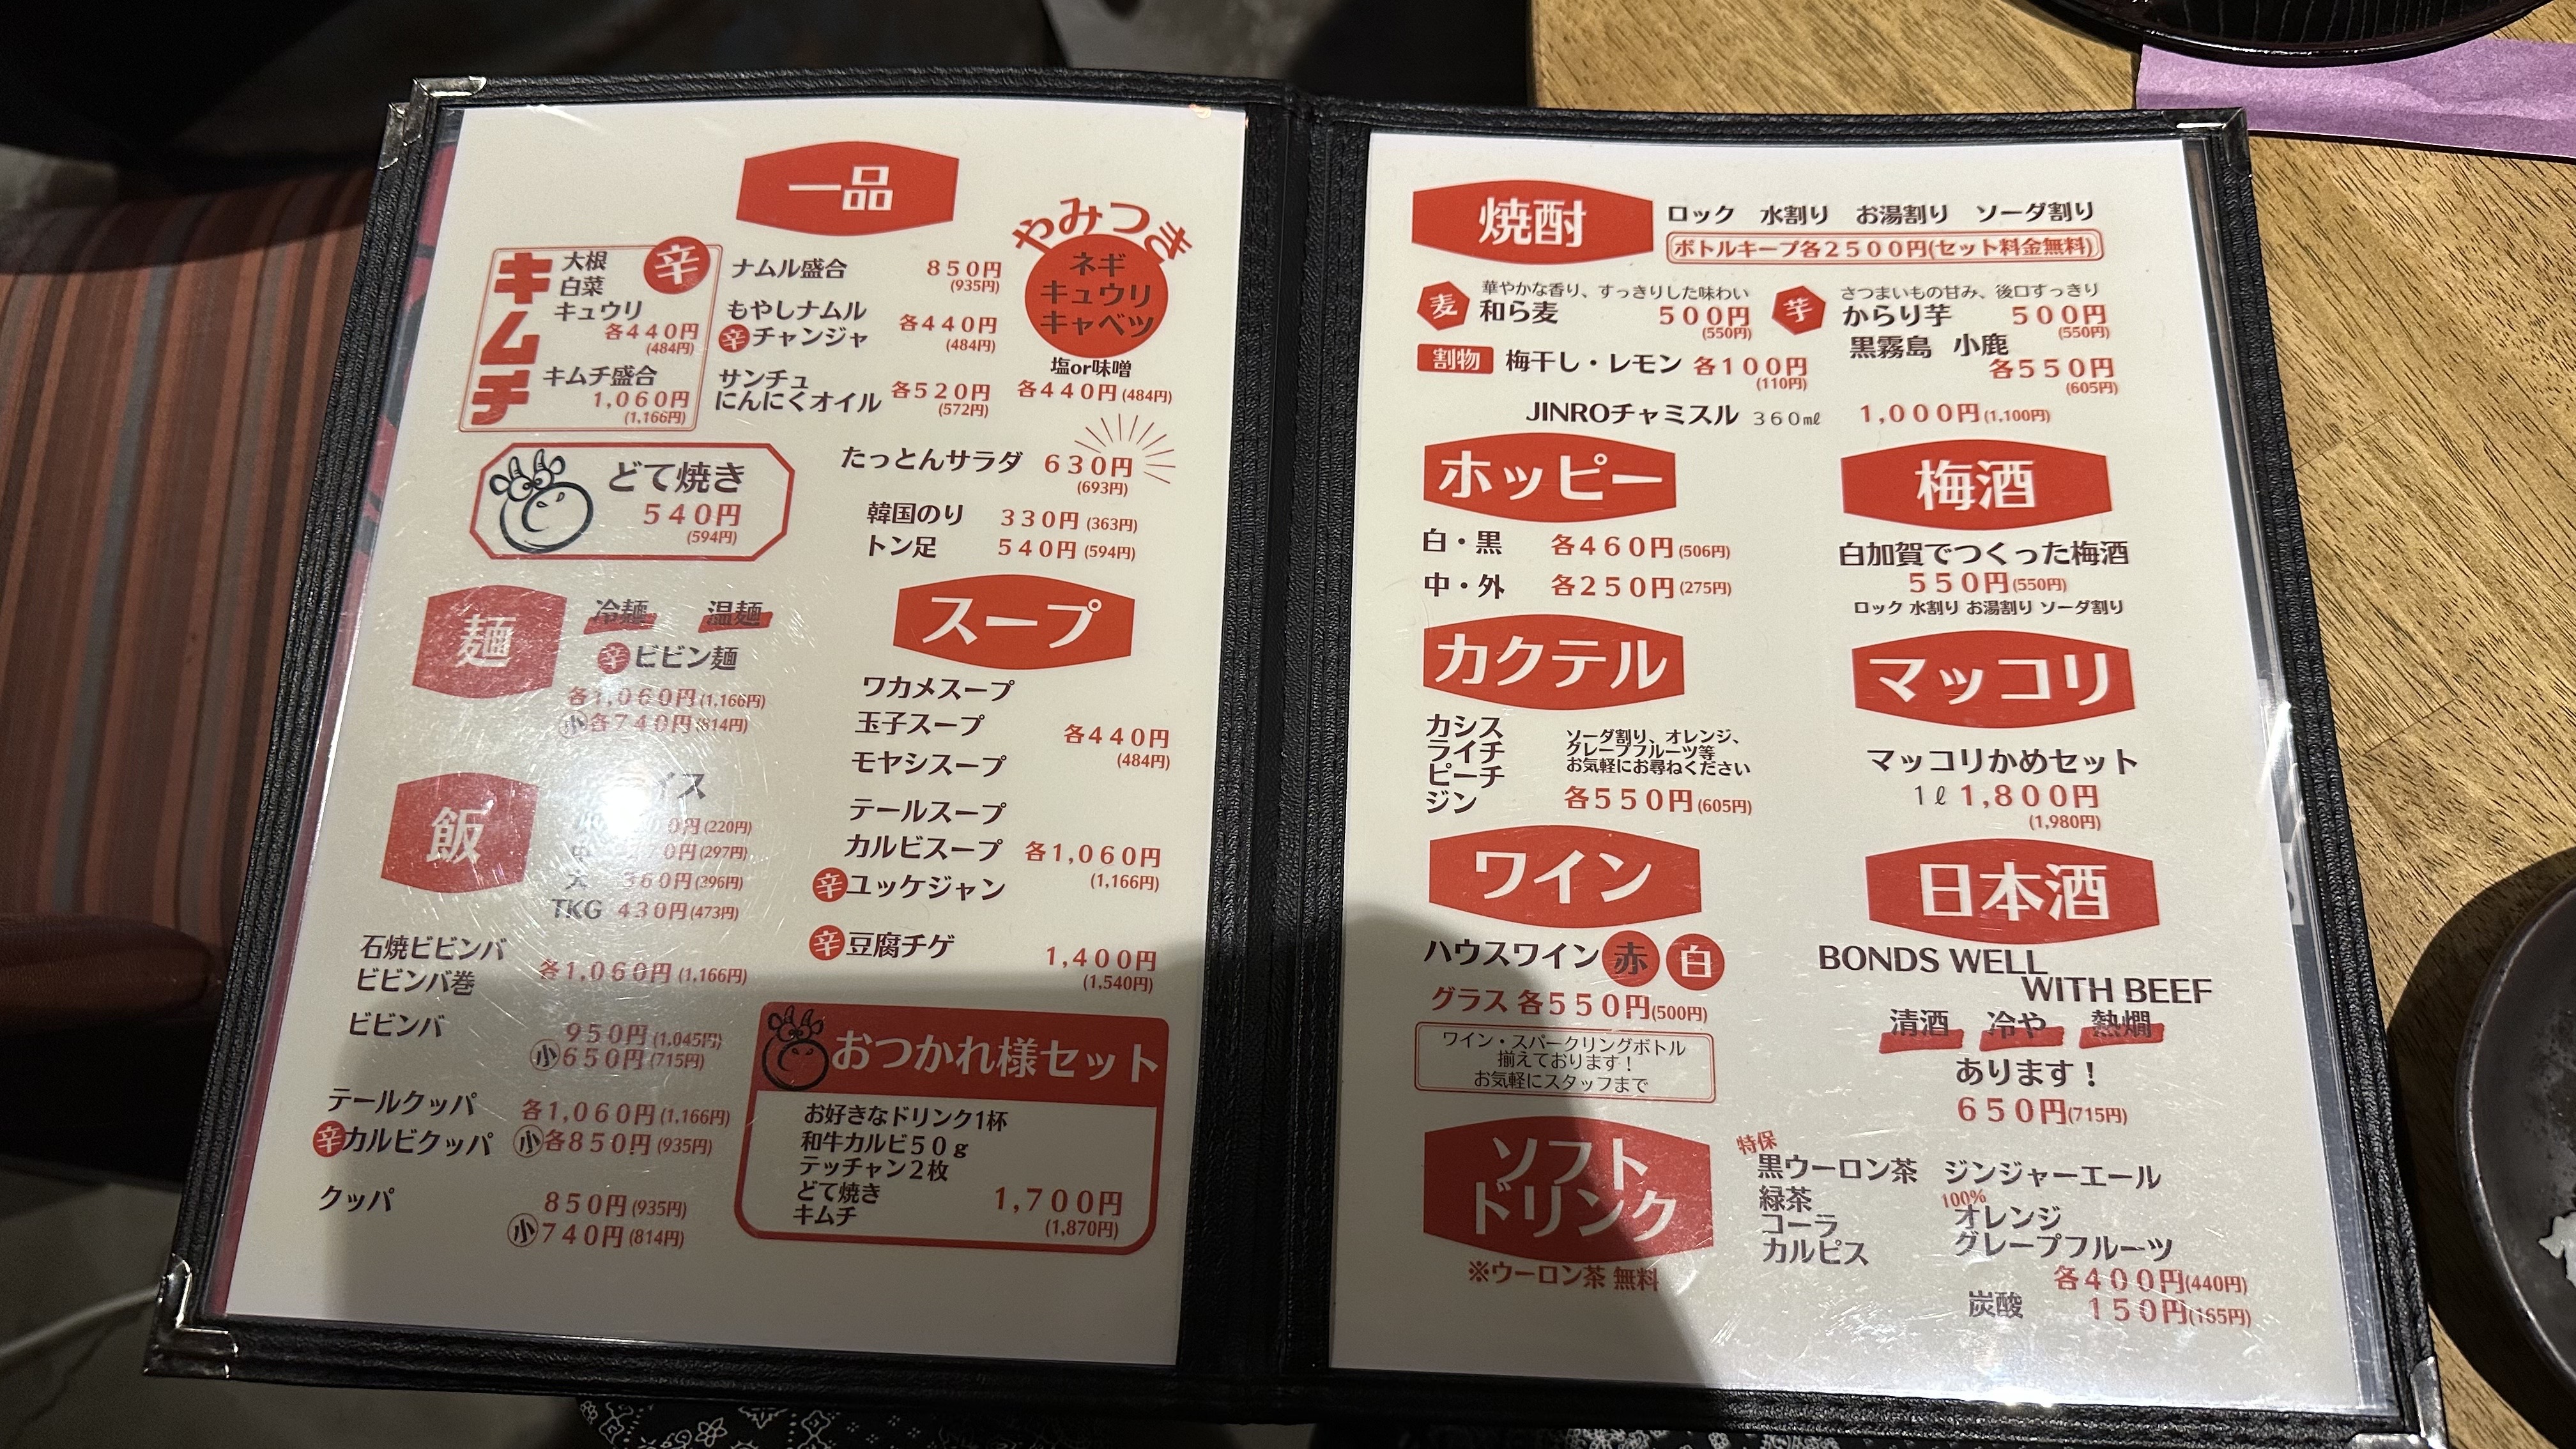 一品
キムチ
大根
辛
白菜
キュウリ
各440円
(484円)
キムチ盛合
1,060円
(1,166円)
ナムル盛合 850円
(935円)
もやしナムル
辛チャンジャ
各440円
(484円)
サンチュ
にんにくオイル
各520円
(572円)
やみつき
ネギ
キュウリ
キャベツ
塩or味噌
各440円(484円)
どて焼き
540円
(594円)
たっとんサラダ 630円
(693円)
韓国のり 330円(363円)
トン足 540円(594円)
麺
冷麺 温麺
辛ビビン麺
各1,060円(1,166円)
小各740円(814円)
飯
イス
0円(220円)
70円(297円)
大 360円(396円)
TKG 430円(473円)
石焼ビビンバ
ビビンバ巻
各1,060円(1,166円)
ビビンバ 950円(1,045円)
小650円(715円)
テールクッパ 各1,060円(1,166円)
辛カルビクッパ 小各850円(935円)
クッパ 850円(935円)
小740円(814円)
スープ
ワカメスープ
玉子スープ
モヤシスープ
各440円
(484円)
テールスープ
カルビスープ
辛ユッケジャン
各1,060円
(1,166円)
辛豆腐チゲ 1,400円
(1,540円)
おつかれ様セット
お好きなドリンク1杯
和牛カルビ50g
テッチャン2枚
どて焼き
キムチ
1,700円
(1,870円)
焼酎
ロック 水割り お湯割り ソーダ割り
ボトルキープ各2500円(セット料金無料)
麦
華やかな香り、すっきりした味わい
和ら麦 500円
(550円)
芋
さつまいもの甘み、後口すっきり
からり芋 500円
(550円)
黒霧島 小鹿
各550円
(605円)
割物 梅干し・レモン 各100円
(110円)
JINROチャミスル 360㎖ 1,000円(1,100円)
ホッピー
白・黒 各460円(506円)
中・外 各250円(275円)
梅酒
白加賀でつくった梅酒
550円(550円)
ロック 水割り お湯割り ソーダ割り
カクテル
カシス
ライチ
ピーチ
ジン
ソーダ割り、オレンジ、
グレープフルーツ等
お気軽にお尋ねください
各550円(605円)
マッコリ
マッコリかめセット
1ℓ 1,800円
(1,980円)
ワイン
ハウスワイン 赤 白
グラス 各550円(500円)
ワイン・スパークリングボトル
揃えております！
お気軽にスタッフまで
日本酒
BONDS WELL
WITH BEEF
清酒 冷や 熱燗
あります！
650円(715円)
ソフト
ドリンク
※ウーロン茶 無料
特保
黒ウーロン茶
緑茶
コーラ
カルピス
ジンジャーエール
100%
オレンジ
グレープフルーツ
各400円(440円)
炭酸 150円(165円)